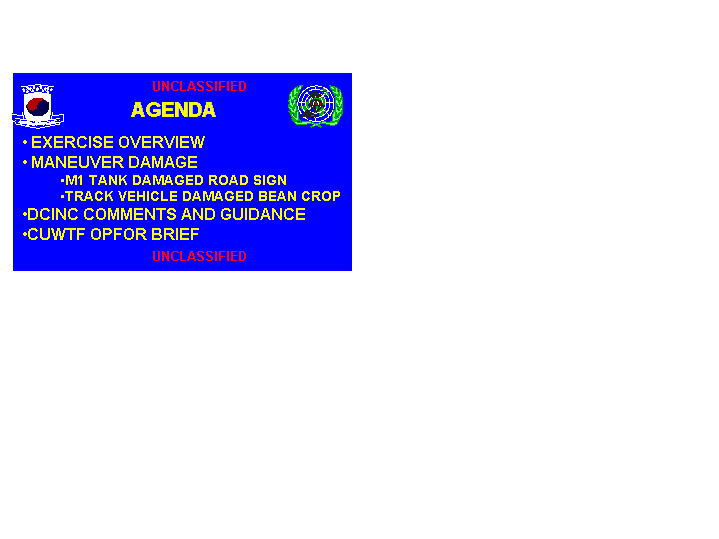 UNCLASSIFIED
AGENDA
• EXERCISE OVERVIEW
• MANEUVER DAMAGE
•M1 TANK DAMAGED ROAD SIGN
•TRACK VEHICLE DAMAGED BEAN CROP
•DCINC COMMENTS AND GUIDANCE
•CUWTF OPFOR BRIEF
UNCLASSIFIED